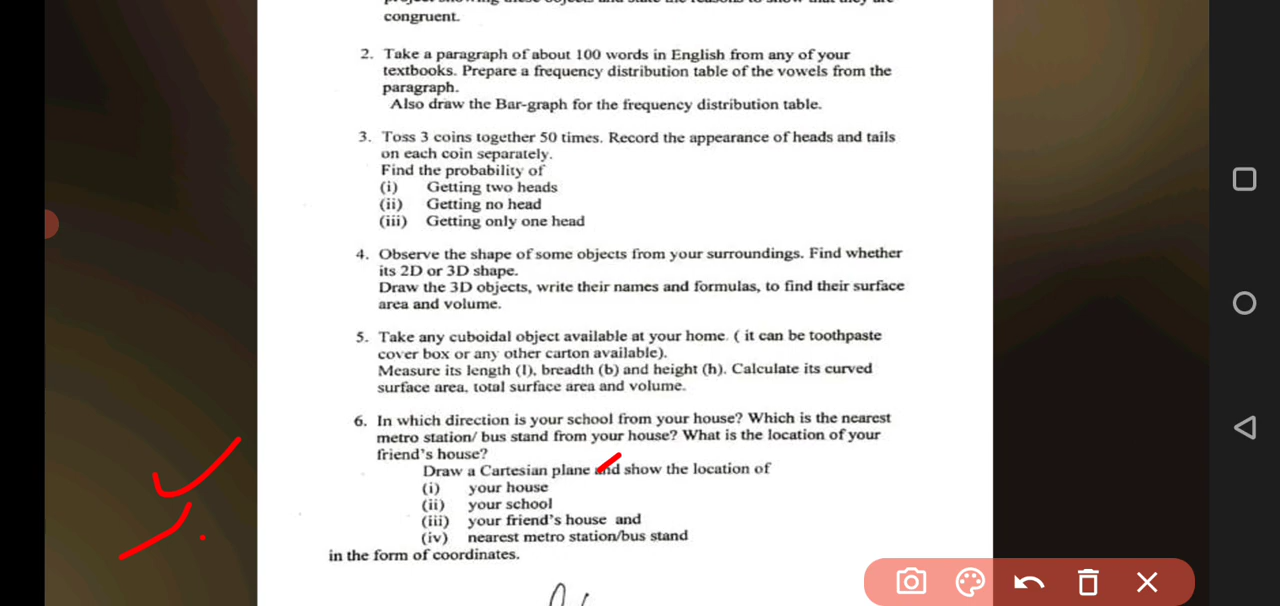 congruent.
2. Take a paragraph of about 100 words in English from any of your
textbooks. Prepare a frequency distribution table of the vowels from the
paragraph.
Also draw the Bar-graph for the frequency distribution table.
3. Toss 3 coins together 50 times. Record the appearance of heads and tails
on each coin separately.
Find the probability of
(i) Getting two heads
(ii) Getting no head
(iii) Getting only one head
4. Observe the shape of some objects from your surroundings. Find whether
its 2D or 3D shape.
Draw the 3D objects, write their names and formulas, to find their surface
area and volume.
5. Take any cuboidal object available at your home. ( it can be toothpaste
cover box or any other carton available).
Measure its length (l), breadth (b) and height (h). Calculate its curved
surface area, total surface area and volume.
6. In which direction is your school from your house? Which is the nearest
metro station/ bus stand from your house? What is the location of your
friend's house?
Draw a Cartesian plane and show the location of
(i) your house
(ii) your school
(iii) your friend's house and
(iv) nearest metro station/bus stand
in the form of coordinates.